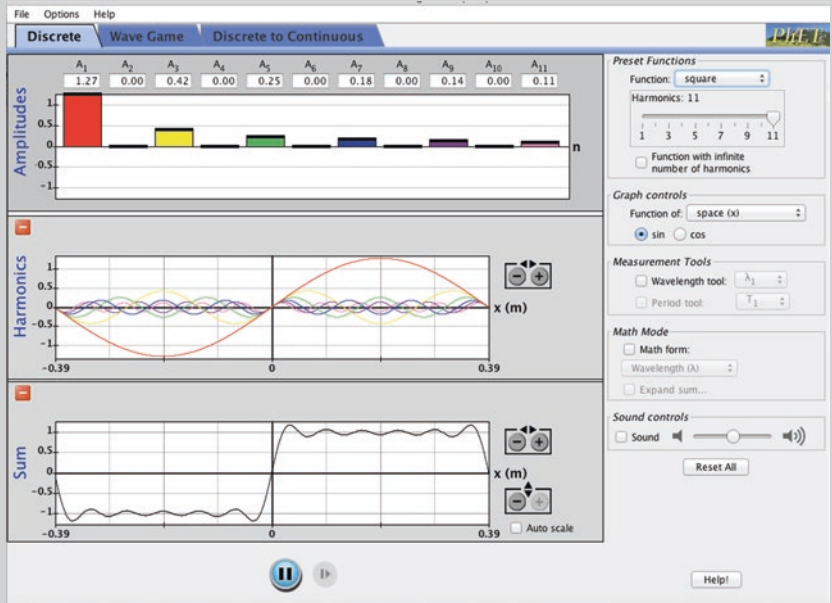 File Options Help
Discrete Wave Game Discrete to Continuous
PhET
Amplitudes
A1 A2 A3 A4 A5 A6 A7 A8 A9 A10 A11
1.27 0.00 0.42 0.00 0.25 0.00 0.18 0.00 0.14 0.00 0.11
1
0.5
0
-0.5
-1
n
Harmonics
1
0.5
0
-0.5
-1
x (m)
-0.39 0 0.39
Sum
1
0.5
0
-0.5
-1
x (m)
-0.39 0 0.39
Auto scale
Preset Functions
Function: square
Harmonics: 11
1 3 5 7 9 11
Function with infinite
number of harmonics
Graph controls
Function of: space (x)
sin cos
Measurement Tools
Wavelength tool: λ1
Period tool: T1
Math Mode
Math form:
Wavelength (λ)
Expand sum...
Sound controls
Sound
Reset All
Help!